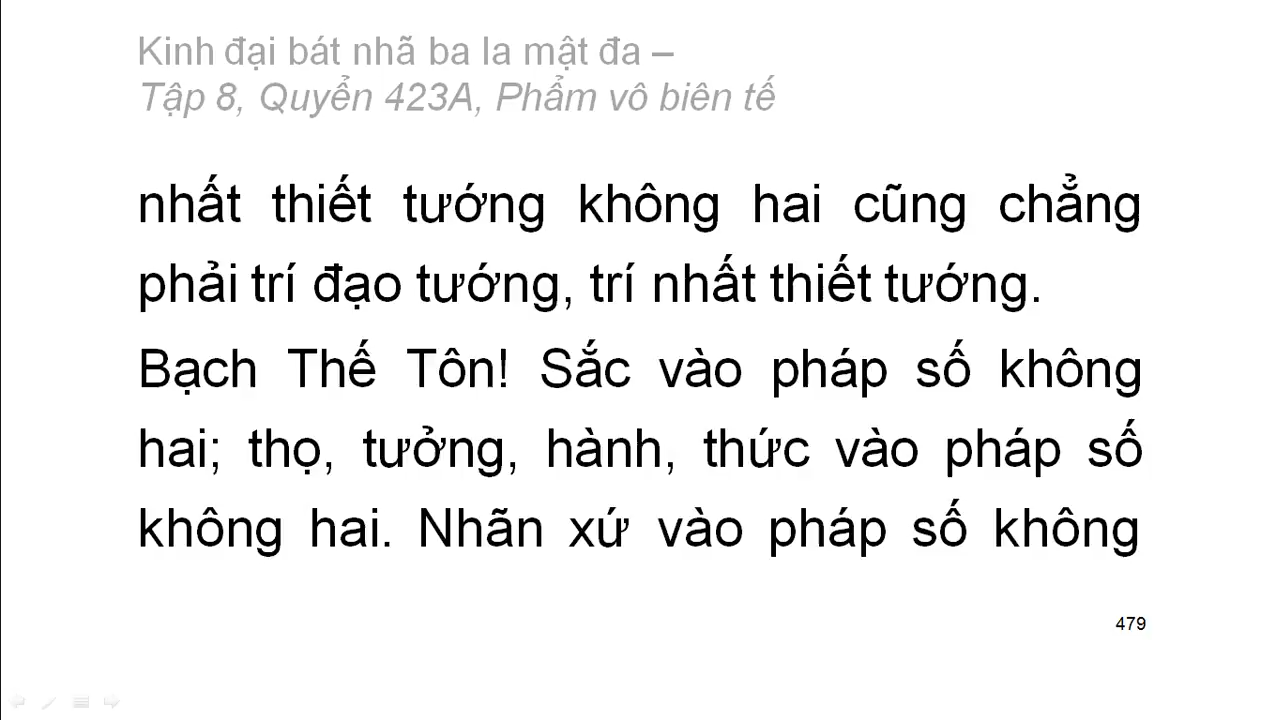 Kinh đại bát nhã ba la mật đa –
Tập 8, Quyển 423A, Phẩm vô biên tế
nhất thiết tướng không hai cũng chẳng
phải trí đạo tướng, trí nhất thiết tướng.
Bạch Thế Tôn! Sắc vào pháp số không
hai; thọ, tưởng, hành, thức vào pháp số
không hai. Nhãn xứ vào pháp số không
479